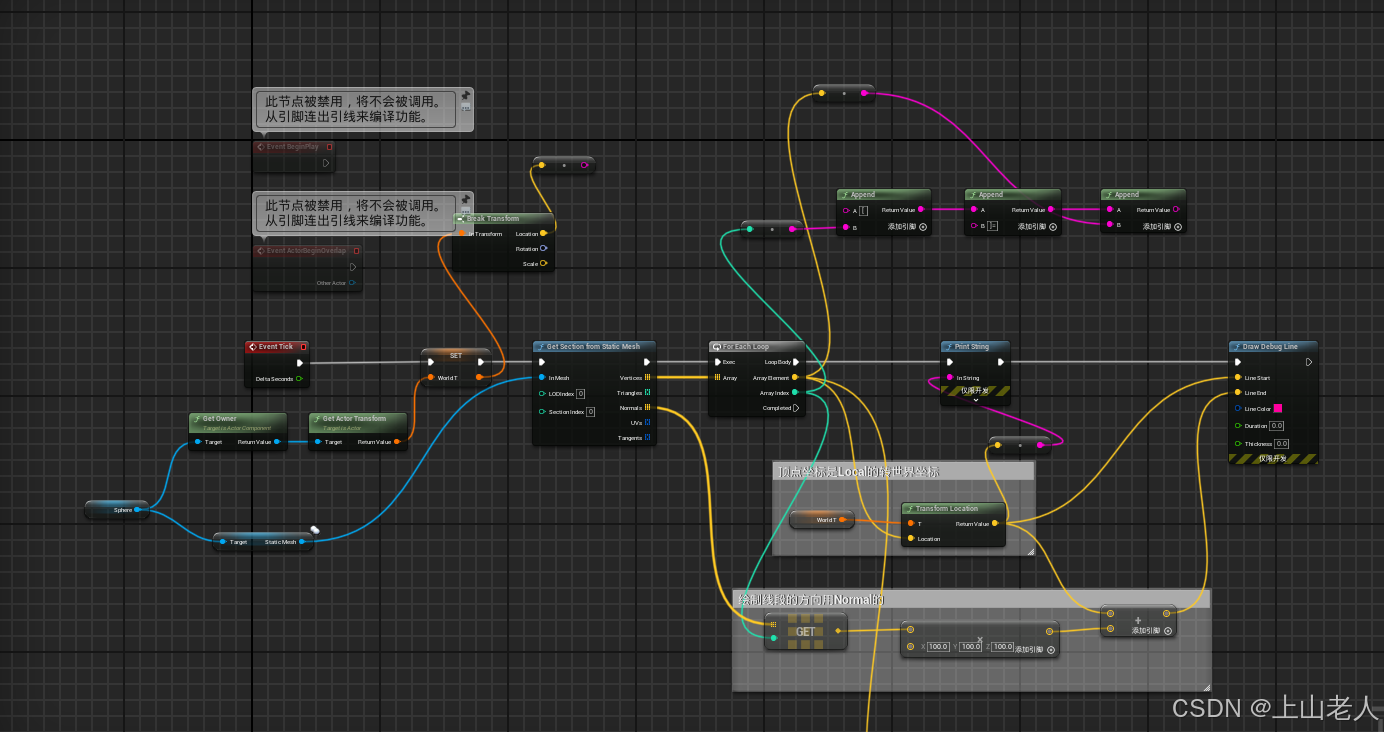 此节点被禁用，将不会被调用。
从引脚连出引线来编译功能。
Event BeginPlay
此节点被禁用，将不会被调用。
从引脚连出引线来编译功能。
Event ActorBeginOverlap
Other Actor
Break Transform
In Transform
Location
Rotation
Scale
Append
A [
Return Value
B
添加引脚
Append
A
Return Value
B ]=
添加引脚
Append
A
Return Value
B
添加引脚
Event Tick
Delta Seconds
SET
World T
Get Section from Static Mesh
In Mesh
Vertices
LODIndex 0
Triangles
Section Index 0
Normals
UVs
Tangents
For Each Loop
Exec
Loop Body
Array
Array Element
Array Index
Completed
Print String
In String
仅限开发
Draw Debug Line
Line Start
Line End
Line Color
Duration 0.0
Thickness 0.0
仅限开发
Get Owner
Target is Actor Component
Target
Return Value
Get Actor Transform
Target is Actor
Target
Return Value
Sphere
Target
Static Mesh
顶点坐标是Local的转世界坐标
World T
Transform Location
T
Return Value
Location
绘制线段的方向用Normal的
GET
X 100.0 Y 100.0 Z 100.0 添加引脚
x
+
添加引脚
CSDN @上山老人